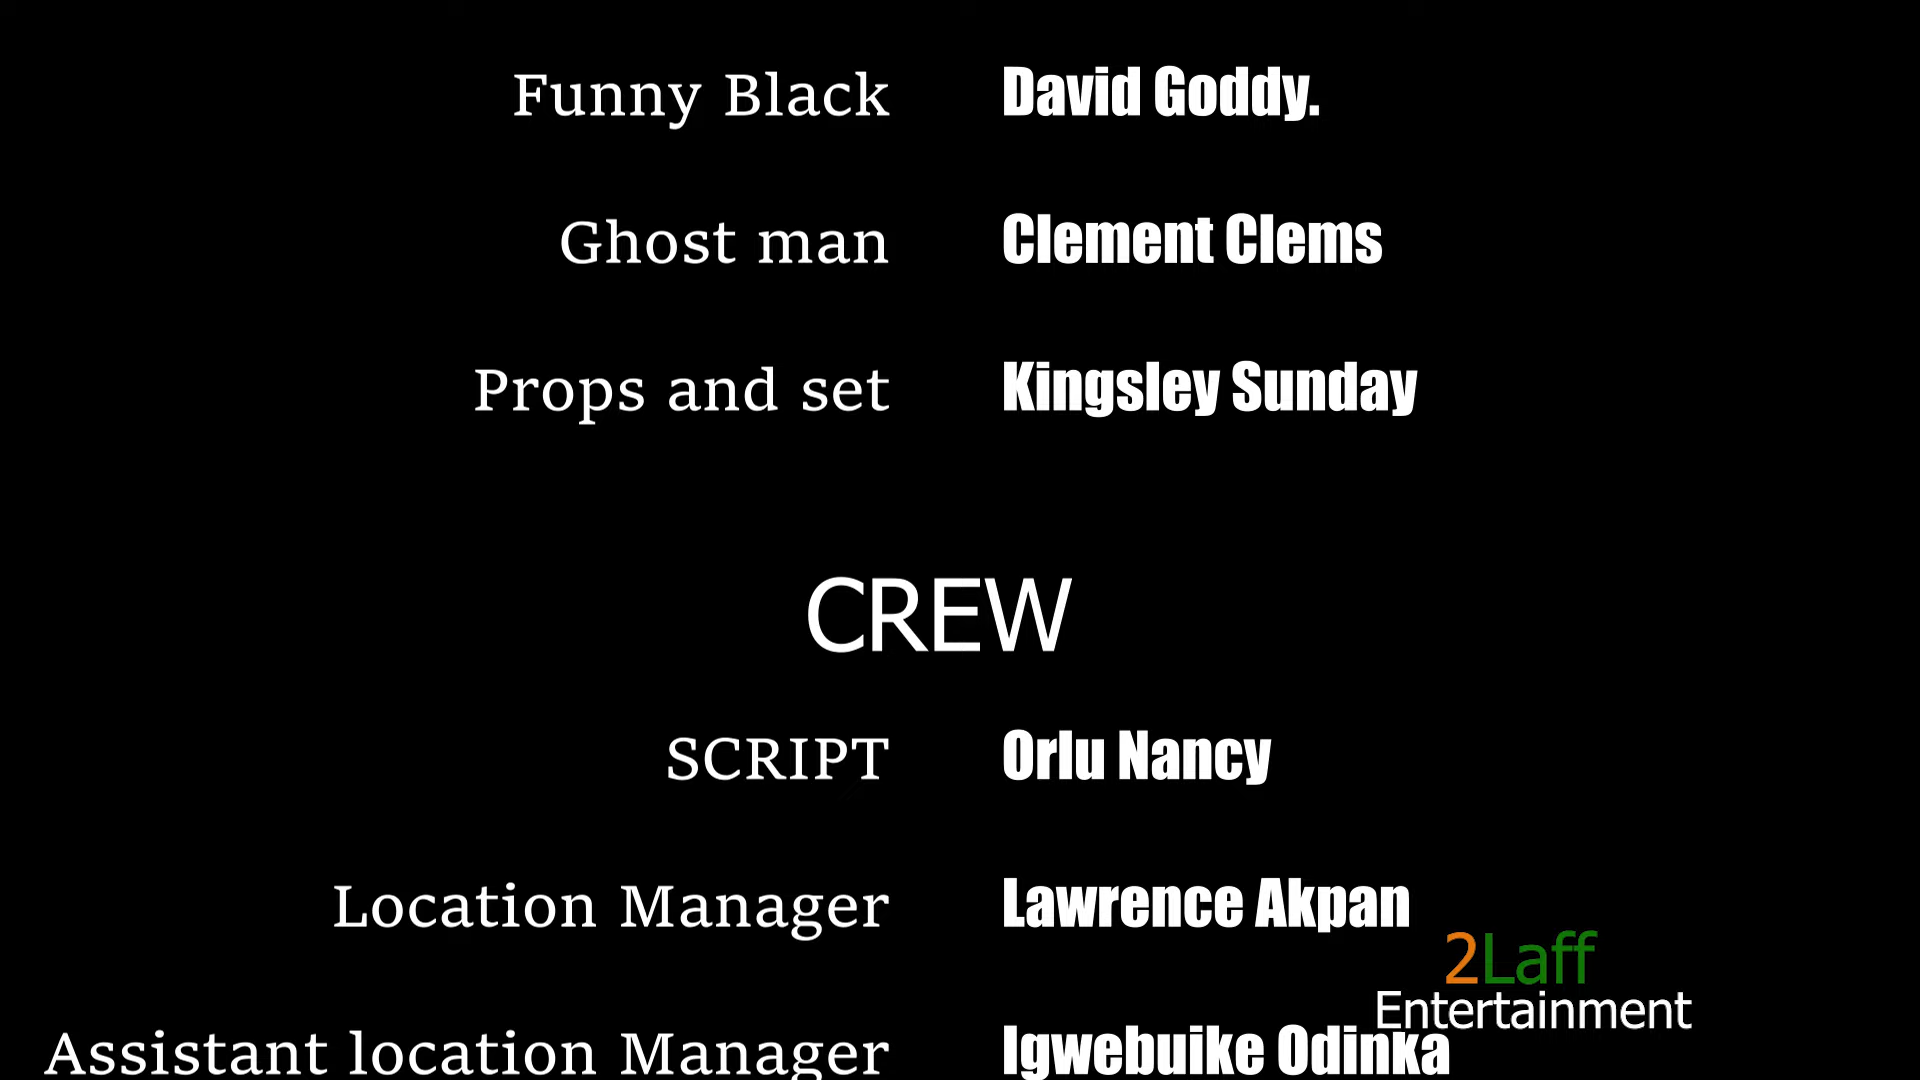 Funny Black David Goddy.
Ghost man Clement Clems
Props and set Kingsley Sunday
CREW
SCRIPT Orlu Nancy
Location Manager Lawrence Akpan
2Laff
Entertainment
Assistant location Manager Igwebuike Odinka